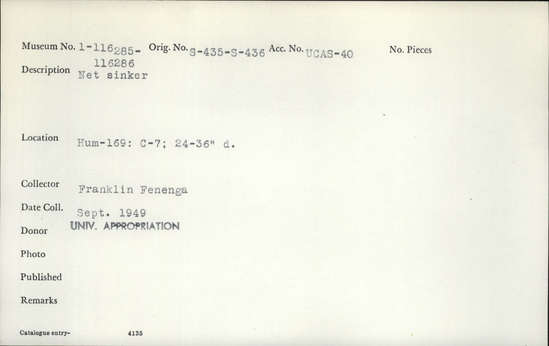 Museum No. 1-116285- Orig. No. S-435-S-436 Acc. No. UCAS-40 No. Pieces
116286
Description Net sinker
Location Hum-169: C-7; 24-36" d.
Collector Franklin Fenenga
Date Coll. Sept. 1949
Donor UNIV. APPROPRIATION
Photo
Published
Remarks
Catalogue entry- 4135